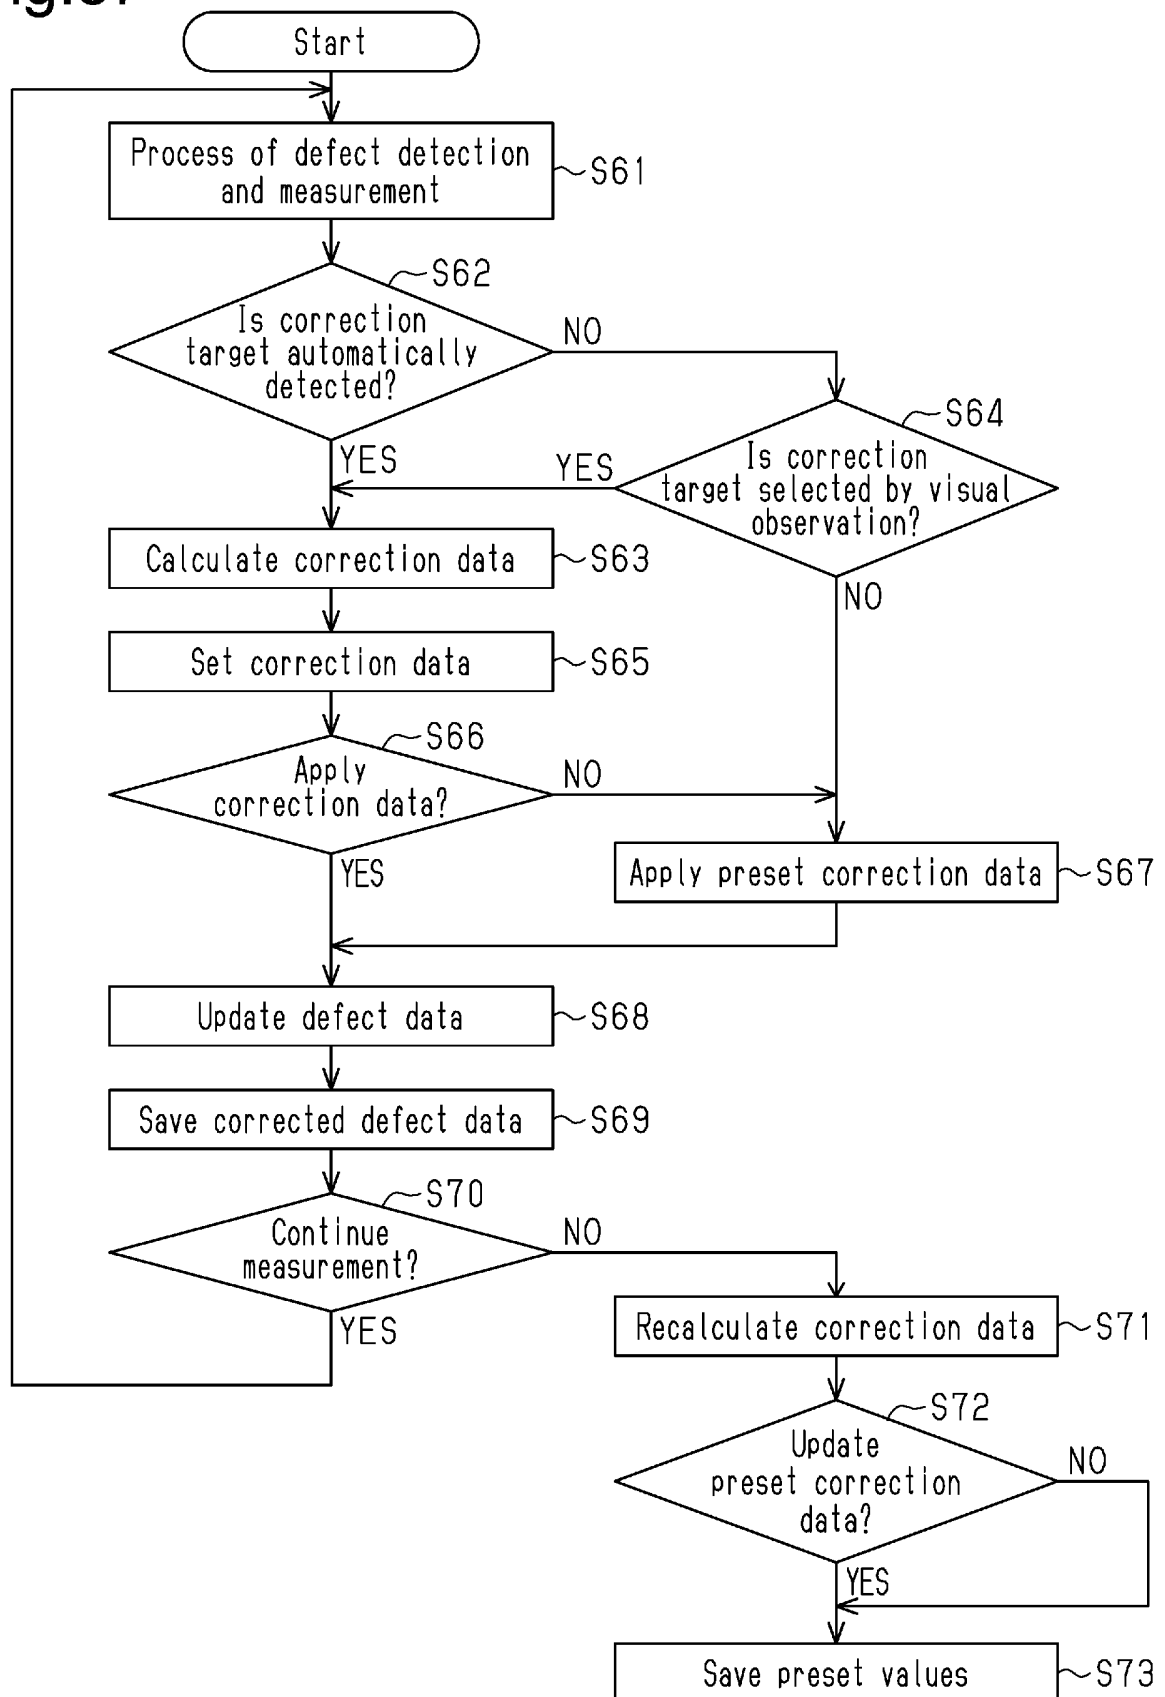 Start
Process of defect detection
and measurement
S61
S62
Is correction
target automatically
detected?
NO
YES
S64
Is correction
target selected by visual
observation?
YES
NO
Calculate correction data
S63
Set correction data
S65
S66
Apply
correction data?
NO
YES
Apply preset correction data
S67
Update defect data
S68
Save corrected defect data
S69
S70
Continue
measurement?
NO
YES
Recalculate correction data
S71
S72
Update
preset correction
data?
NO
YES
Save preset values
S73